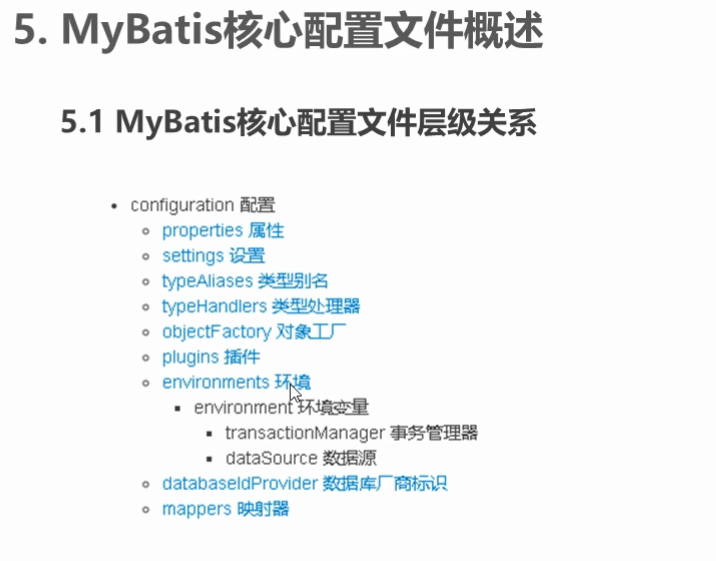 5. MyBatis核心配置文件概述
5.1 MyBatis核心配置文件层级关系
configuration 配置
properties 属性
settings 设置
typeAliases 类型别名
typeHandlers 类型处理器
objectFactory 对象工厂
plugins 插件
environments 环境
environment 环境变量
transactionManager 事务管理器
dataSource 数据源
databaseIdProvider 数据库厂商标识
mappers 映射器